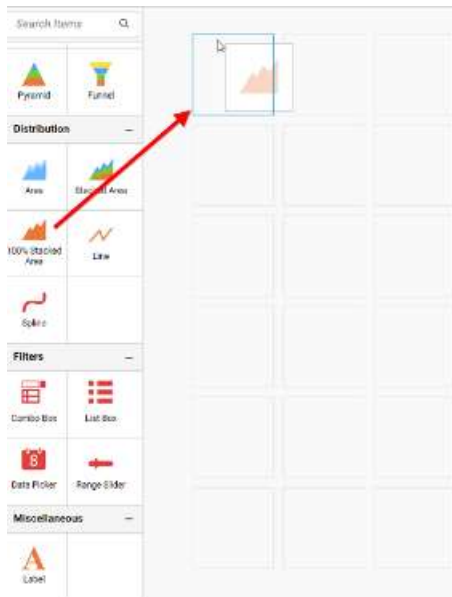 Search Items
Pyramid
Funnel
Distribution
Area
Stacked Area
100% Stacked
Area
Line
Spline
Filters
Combo Box
List Box
8
Date Picker
Range Slider
Miscellaneous
A
Label